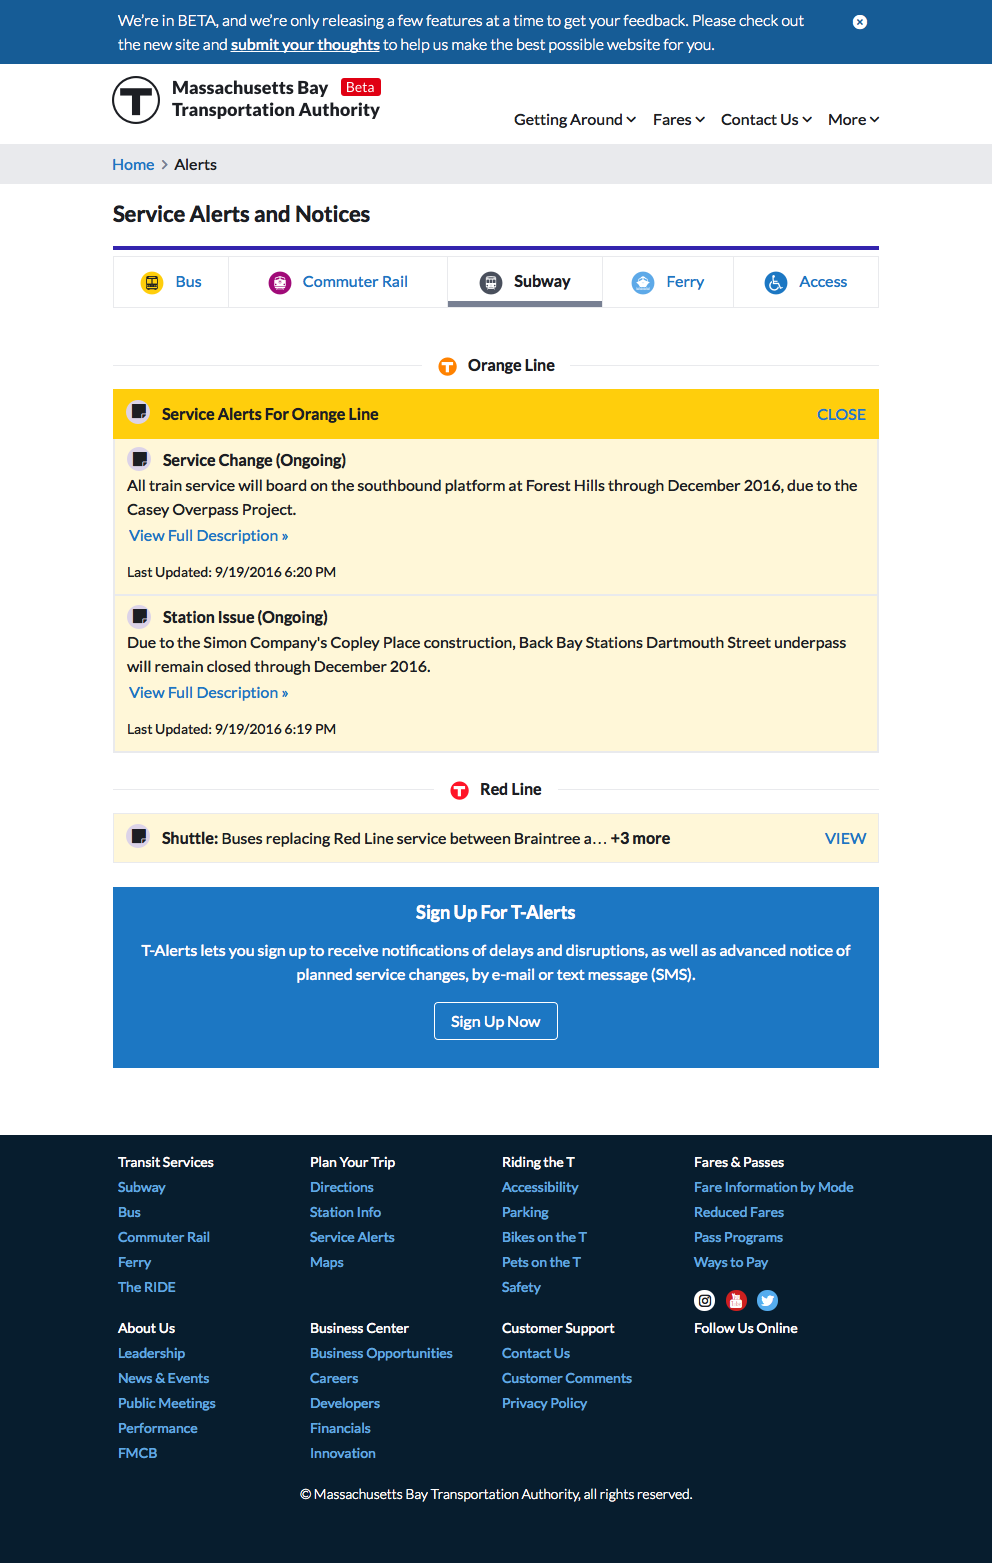 We're in BETA, and we're only releasing a few features at a time to get your feedback. Please check out
the new site and submit your thoughts to help us make the best possible website for you.
T Massachusetts Bay Beta
Transportation Authority
Getting Around Fares Contact Us More
Home > Alerts
Service Alerts and Notices
Bus Commuter Rail Subway Ferry Access
T Orange Line
Service Alerts For Orange Line CLOSE
Service Change (Ongoing)
All train service will board on the southbound platform at Forest Hills through December 2016, due to the
Casey Overpass Project.
View Full Description »
Last Updated: 9/19/2016 6:20 PM
Station Issue (Ongoing)
Due to the Simon Company's Copley Place construction, Back Bay Stations Dartmouth Street underpass
will remain closed through December 2016.
View Full Description »
Last Updated: 9/19/2016 6:19 PM
T Red Line
Shuttle: Buses replacing Red Line service between Braintree a… +3 more VIEW
Sign Up For T-Alerts
T-Alerts lets you sign up to receive notifications of delays and disruptions, as well as advanced notice of
planned service changes, by e-mail or text message (SMS).
Sign Up Now
Transit Services
Subway
Bus
Commuter Rail
Ferry
The RIDE
Plan Your Trip
Directions
Station Info
Service Alerts
Maps
Riding the T
Accessibility
Parking
Bikes on the T
Pets on the T
Safety
Fares & Passes
Fare Information by Mode
Reduced Fares
Pass Programs
Ways to Pay
Follow Us Online
About Us
Leadership
News & Events
Public Meetings
Performance
FMCB
Business Center
Business Opportunities
Careers
Developers
Financials
Innovation
Customer Support
Contact Us
Customer Comments
Privacy Policy
© Massachusetts Bay Transportation Authority, all rights reserved.